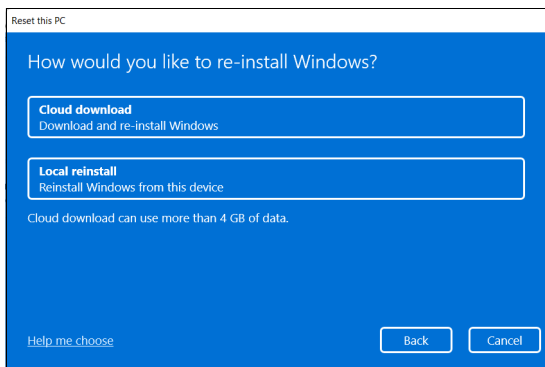 Reset this PC
How would you like to re-install Windows?
Cloud download
Download and re-install Windows
Local reinstall
Reinstall Windows from this device
Cloud download can use more than 4 GB of data.
Help me choose
Back
Cancel